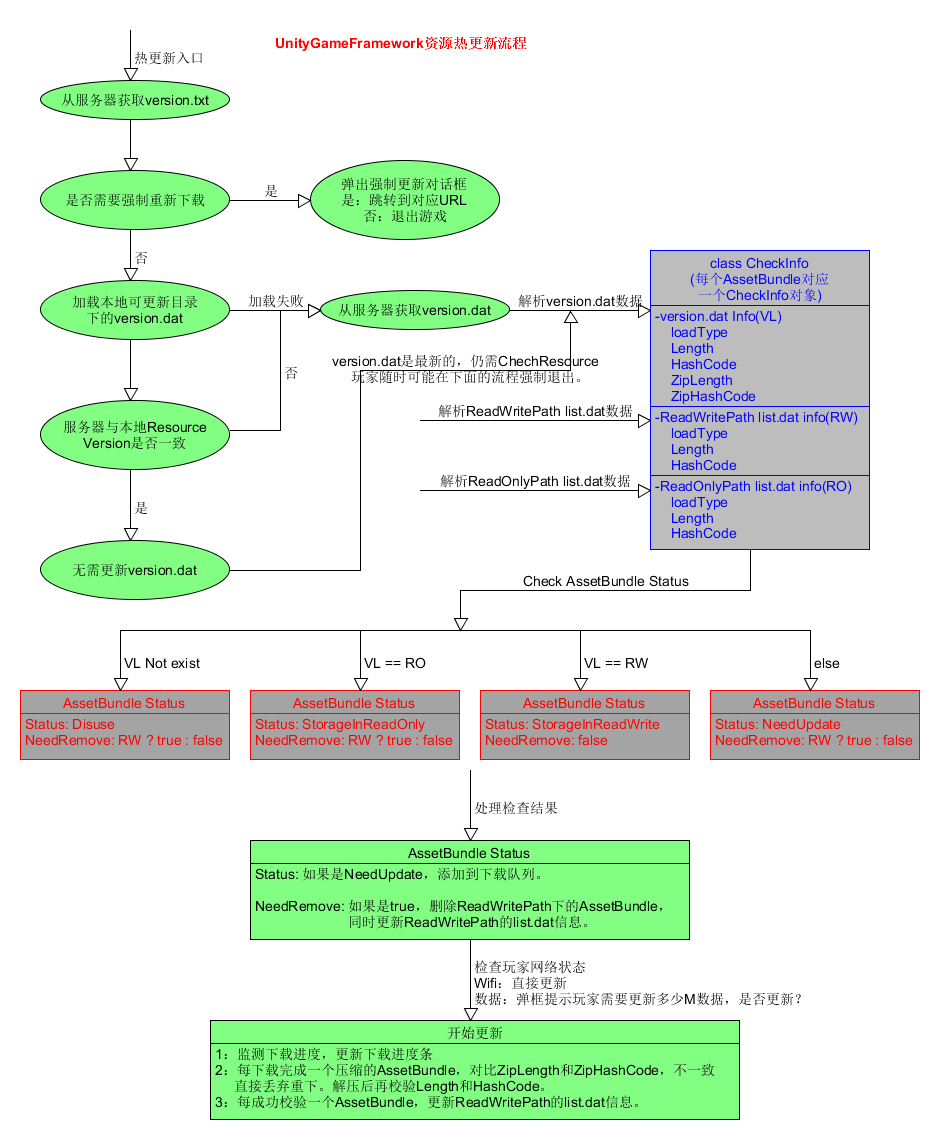 UnityGameFramework资源热更新流程
热更新入口
从服务器获取version.txt
是否需要强制重新下载
是
弹出强制更新对话框
是：跳转到对应URL
否：退出游戏
否
加载本地可更新目录
下的version.dat
加载失败
从服务器获取version.dat
解析version.dat数据
class CheckInfo
(每个AssetBundle对应
一个CheckInfo对象)
-version.dat Info(VL)
loadType
Length
HashCode
ZipLength
ZipHashCode
-ReadWritePath list.dat info(RW)
loadType
Length
HashCode
-ReadOnlyPath list.dat info(RO)
loadType
Length
HashCode
否
version.dat是最新的，仍需ChechResource
玩家随时可能在下面的流程强制退出。
解析ReadWritePath list.dat数据
解析ReadOnlyPath list.dat数据
服务器与本地Resource
Version是否一致
是
无需更新version.dat
Check AssetBundle Status
VL Not exist
VL == RO
VL == RW
else
AssetBundle Status
Status: Disuse
NeedRemove: RW ? true : false
AssetBundle Status
Status: StorageInReadOnly
NeedRemove: RW ? true : false
AssetBundle Status
Status: StorageInReadWrite
NeedRemove: false
AssetBundle Status
Status: NeedUpdate
NeedRemove: RW ? true : false
处理检查结果
AssetBundle Status
Status: 如果是NeedUpdate，添加到下载队列。
NeedRemove: 如果是true，删除ReadWritePath下的AssetBundle，
同时更新ReadWritePath的list.dat信息。
检查玩家网络状态
Wifi：直接更新
数据：弹框提示玩家需要更新多少M数据，是否更新？
开始更新
1：监测下载进度，更新下载进度条
2：每下载完成一个压缩的AssetBundle，对比ZipLength和ZipHashCode，不一致
直接丢弃重下。解压后再校验Length和HashCode。
3：每成功校验一个AssetBundle，更新ReadWritePath的list.dat信息。